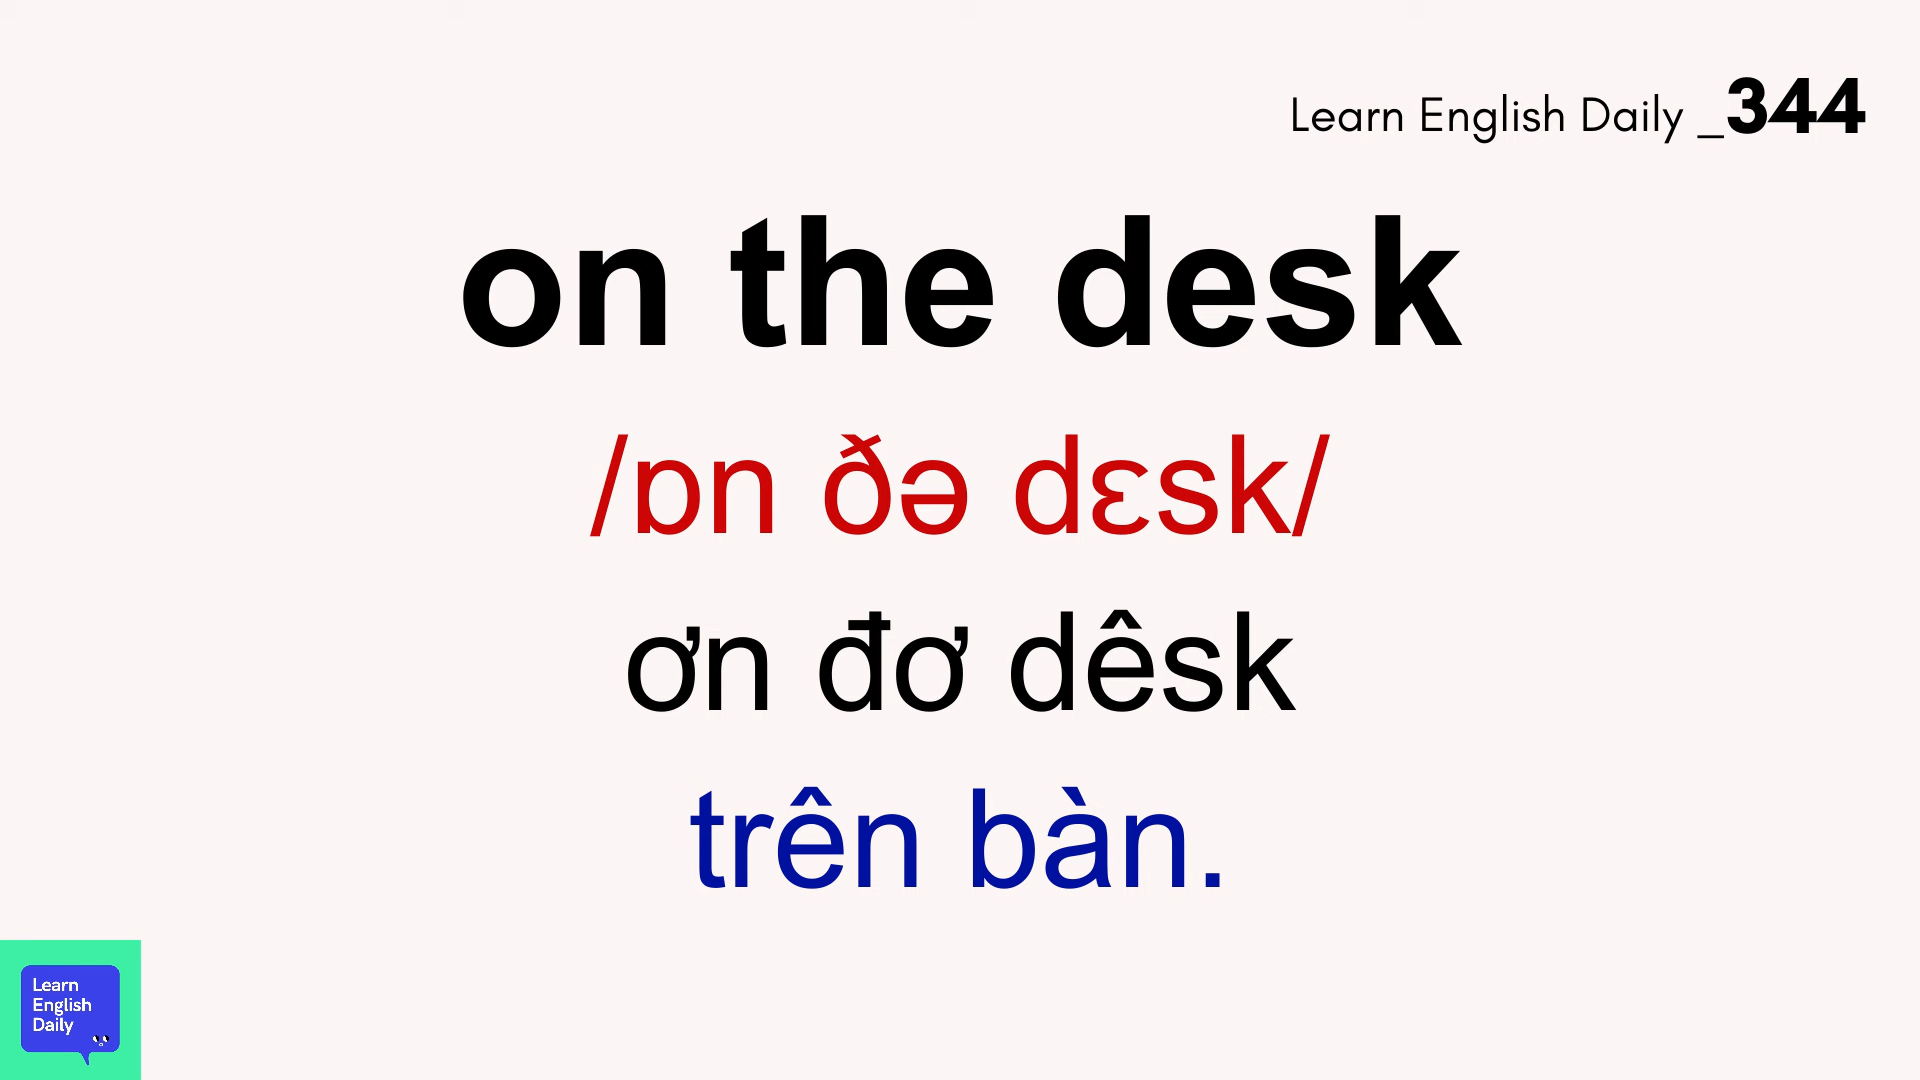 Learn English Daily _344
on the desk
/ɒn ðə dɛsk/
ơn đơ dêsk
trên bàn.
Learn
English
Daily